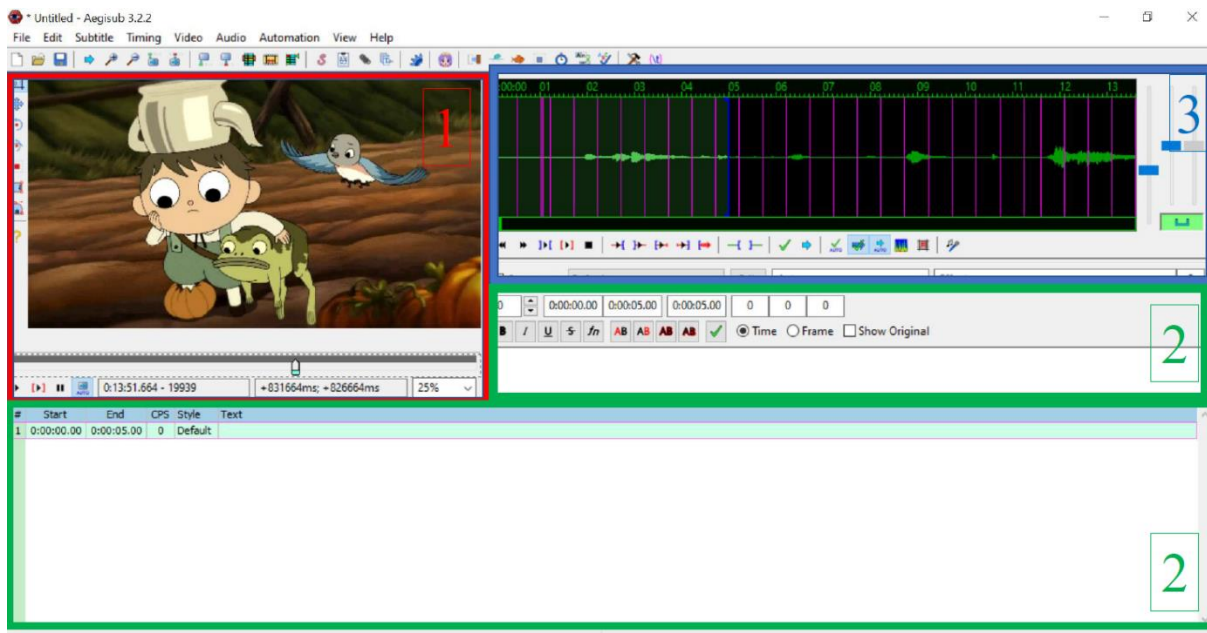 * Untitled - Aegisub 3.2.2
File Edit Subtitle Timing Video Audio Automation View Help
1
:00:00 01 02 03 04 05 06 07 08 09 10 11 12 13
3
0 0:00:00.00 0:00:05.00 0:00:05.00 0 0 0
B I U S fn AB AB AB AB Time Frame Show Original
2
0:13:51.664 - 19939 +831664ms; +826664ms 25%
# Start End CPS Style Text
1 0:00:00.00 0:00:05.00 0 Default
2